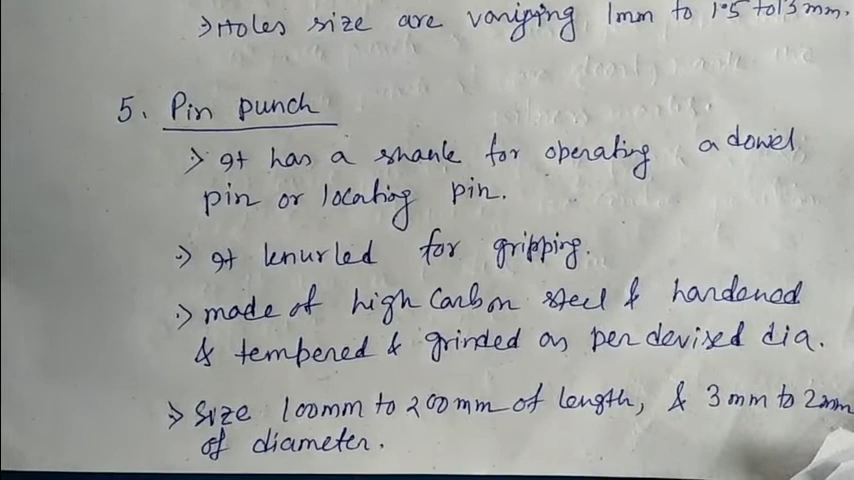 → Holes size are varying 1mm to 1.5 to 13 mm.
5. Pin punch
→ It has a shank for operating a dowel
pin or locating pin.
→ It knurled for gripping.
→ made of high Carbon steel & hardened
& tempered & grinded as per devised dia.
→ Size 100mm to 200mm of length, & 3mm to 2mm
of diameter.